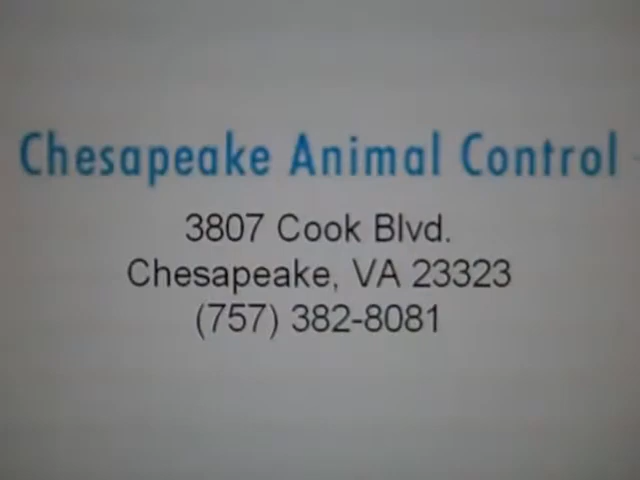 Chesapeake Animal Control
3807 Cook Blvd.
Chesapeake, VA 23323
(757) 382-8081